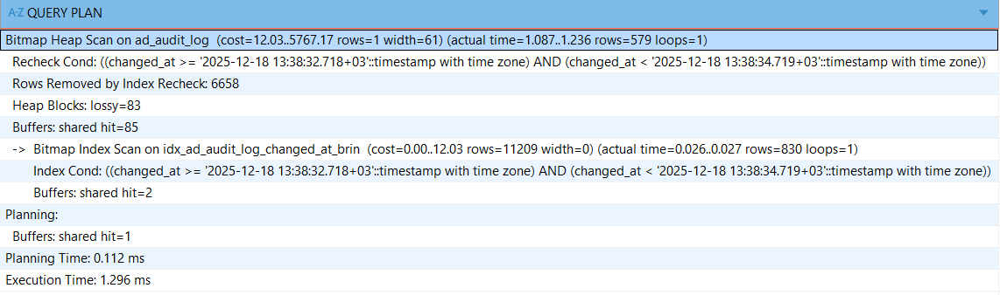 A-Z QUERY PLAN
Bitmap Heap Scan on ad_audit_log (cost=12.03..5767.17 rows=1 width=61) (actual time=1.087..1.236 rows=579 loops=1)
Recheck Cond: ((changed_at >= '2025-12-18 13:38:32.718+03'::timestamp with time zone) AND (changed_at < '2025-12-18 13:38:34.719+03'::timestamp with time zone))
Rows Removed by Index Recheck: 6658
Heap Blocks: lossy=83
Buffers: shared hit=85
-> Bitmap Index Scan on idx_ad_audit_log_changed_at_brin (cost=0.00..12.03 rows=11209 width=0) (actual time=0.026..0.027 rows=830 loops=1)
Index Cond: ((changed_at >= '2025-12-18 13:38:32.718+03'::timestamp with time zone) AND (changed_at < '2025-12-18 13:38:34.719+03'::timestamp with time zone))
Buffers: shared hit=2
Planning:
Buffers: shared hit=1
Planning Time: 0.112 ms
Execution Time: 1.296 ms